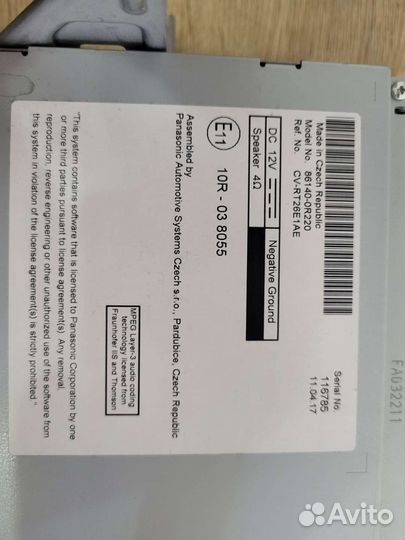 Made in Czech Republic
Model No. 86140-0R220
Ref. No. CV-RT26E1AE
Serial No.
116785
11.04.17
DC 12V Negative Ground
Speaker 4Ω
E11 10R - 03 8055
Assembled by
Panasonic Automotive Systems Czech s.r.o., Pardubice, Czech Republic
MPEG Layer-3 audio coding
technology licensed from
Fraunhofer IIS and Thomson
"This system contains software that is licensed to Panasonic Corporation by one
or more third parties pursuant to license agreement(s). Any removal,
reproduction, reverse engineering or other unauthorized use of the software from
this system in violation of the license agreement(s) is strictly prohibited."
FAD32211
Avito